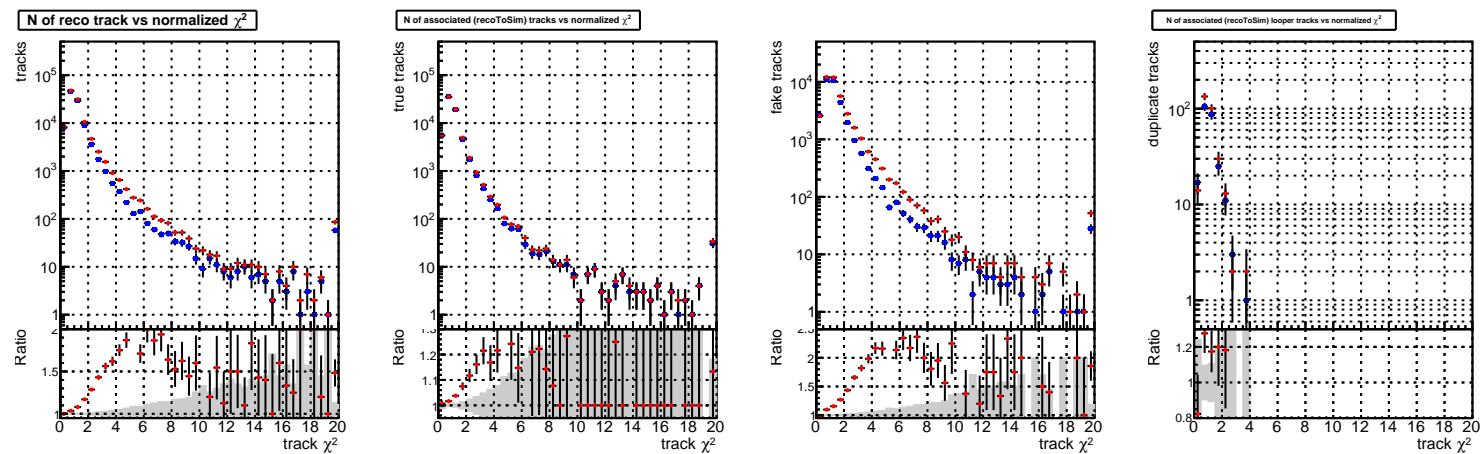 N of reco track vs normalized χ²
tracks
10⁵
10⁴
10³
10²
10
1
Ratio
2
1.5
1
0 2 4 6 8 10 12 14 16 18 20
track χ²
N of associated (recoToSim) tracks vs normalized χ²
true tracks
10⁵
10⁴
10³
10²
10
1
Ratio
1.3
1.2
1.1
1
0 2 4 6 8 10 12 14 16 18 20
track χ²
fake tracks
10⁴
10³
10²
10
1
Ratio
2.5
2
1.5
1
0 2 4 6 8 10 12 14 16 18 20
track χ²
N of associated (recoToSim) looper tracks vs normalized χ²
duplicate tracks
10²
10
1
Ratio
1.2
1
0.8
0 2 4 6 8 10 12 14 16 18 20
track χ²